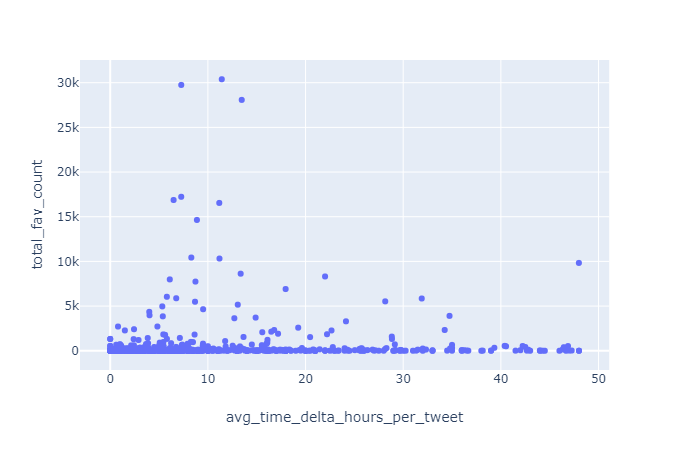 30k
25k
20k
15k
10k
5k
0
total_fav_count
0 10 20 30 40 50
avg_time_delta_hours_per_tweet